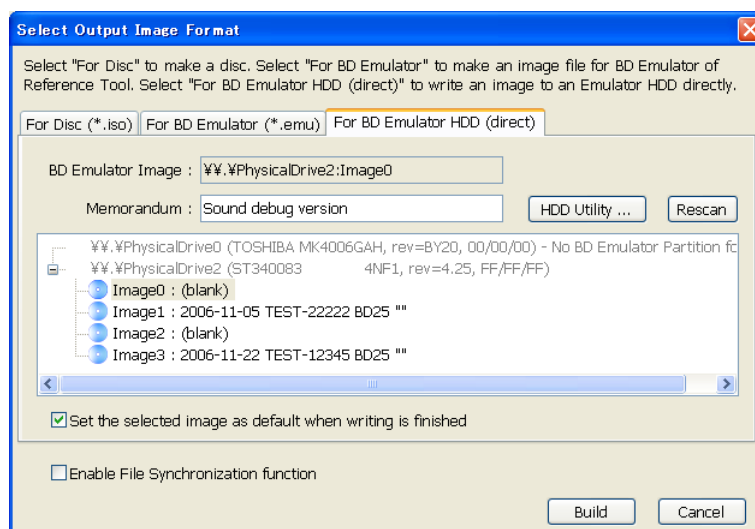 Select Output Image Format
Select "For Disc" to make a disc. Select "For BD Emulator" to make an image file for BD Emulator of
Reference Tool. Select "For BD Emulator HDD (direct)" to write an image to an Emulator HDD directly.
For Disc (*.iso) For BD Emulator (*.emu) For BD Emulator HDD (direct)
BD Emulator Image : ¥¥.¥PhysicalDrive2:Image0
Memorandum : Sound debug version HDD Utility ... Rescan
¥¥.¥PhysicalDrive0 (TOSHIBA MK4006GAH, rev=BY20, 00/00/00) - No BD Emulator Partition fo
¥¥.¥PhysicalDrive2 (ST340083 4NF1, rev=4.25, FF/FF/FF)
Image0 : (blank)
Image1 : 2006-11-05 TEST-22222 BD25 ""
Image2 : (blank)
Image3 : 2006-11-22 TEST-12345 BD25 ""
Set the selected image as default when writing is finished
Enable File Synchronization function
Build Cancel